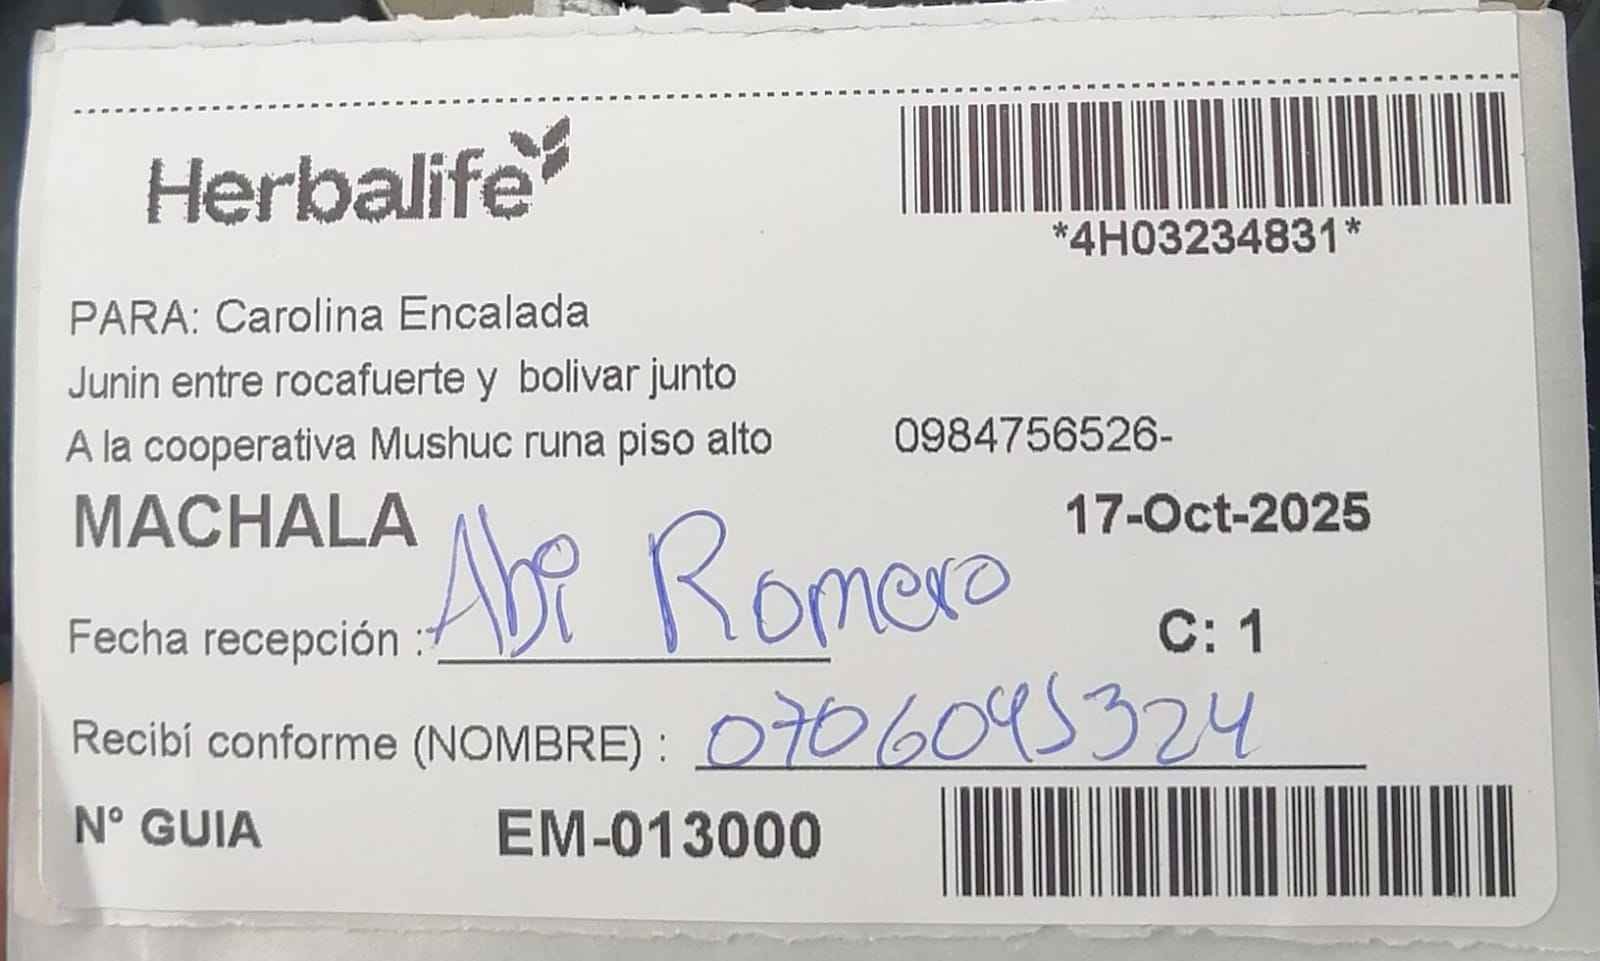 Herbalife
*4H03234831*
PARA: Carolina Encalada
Junin entre rocafuerte y bolivar junto
A la cooperativa Mushuc runa piso alto 0984756526-
MACHALA 17-Oct-2025
Fecha recepción : Abi Romero C: 1
Recibí conforme (NOMBRE) : 0706045324
N° GUIA EM-013000